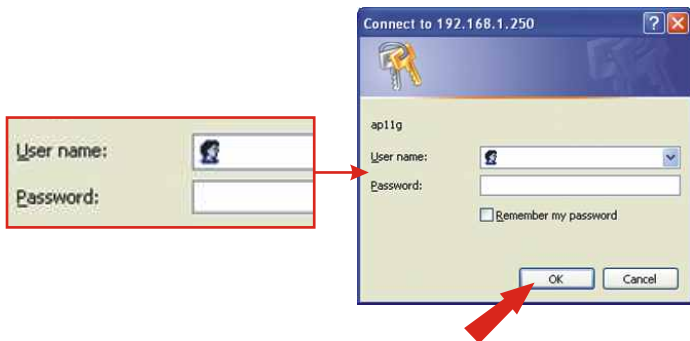 User name:
Password:
Connect to 192.168.1.250
ap11g
User name:
Password:
Remember my password
OK
Cancel